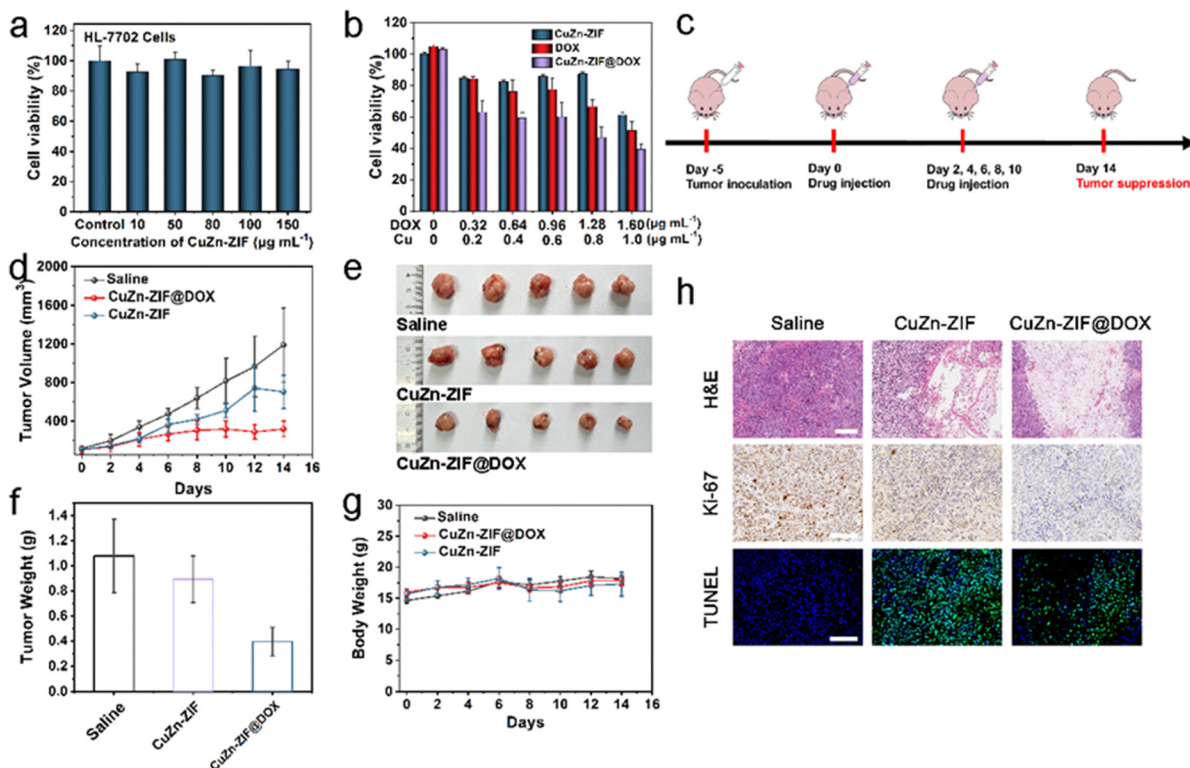 a
HL-7702 Cells
Cell viability (%)
120
100
80
60
40
20
0
Control 10 50 80 100 150
Concentration of CuZn-ZIF (μg mL⁻¹)
b
CuZn-ZIF
DOX
CuZn-ZIF@DOX
Cell viability (%)
120
100
80
60
40
20
0
DOX 0 0.32 0.64 0.96 1.28 1.60 (μg mL⁻¹)
Cu 0 0.2 0.4 0.6 0.8 1.0 (μg mL⁻¹)
c
Day -5
Tumor inoculation
Day 0
Drug injection
Day 2, 4, 6, 8, 10
Drug injection
Day 14
Tumor suppression
d
Saline
CuZn-ZIF@DOX
CuZn-ZIF
Tumor Volume (mm³)
2000
1600
1200
800
400
0 2 4 6 8 10 12 14 16
Days
e
Saline
CuZn-ZIF
CuZn-ZIF@DOX
f
Tumor Weight (g)
1.4
1.2
1.0
0.8
0.6
0.4
0.2
0.0
Saline
CuZn-ZIF
CuZn-ZIF@DOX
g
Saline
CuZn-ZIF@DOX
CuZn-ZIF
Body Weight (g)
30
25
20
15
10
5
0
0 2 4 6 8 10 12 14 16
Days
h
Saline CuZn-ZIF CuZn-ZIF@DOX
H&E
Ki-67
TUNEL